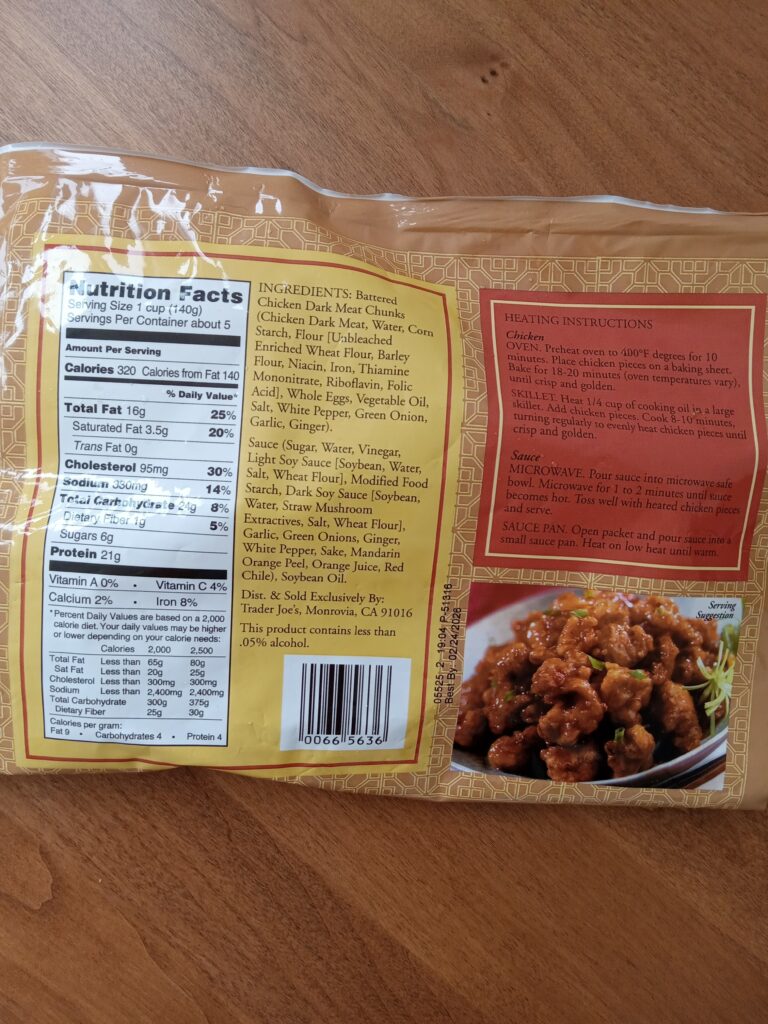 Nutrition Facts
Serving Size 1 cup (140g)
Servings Per Container about 5
Amount Per Serving
Calories 320 Calories from Fat 140
% Daily Value*
Total Fat 16g 25%
Saturated Fat 3.5g 20%
Trans Fat 0g
Cholesterol 95mg 30%
Sodium 330mg 14%
Total Carbohydrate 24g 8%
Dietary Fiber 1g 5%
Sugars 6g
Protein 21g
Vitamin A 0% • Vitamin C 4%
Calcium 2% • Iron 8%
*Percent Daily Values are based on a 2,000
calorie diet. Your daily values may be higher
or lower depending on your calorie needs:
Calories 2,000 2,500
Total Fat Less than 65g 80g
Sat Fat Less than 20g 25g
Cholesterol Less than 300mg 300mg
Sodium Less than 2,400mg 2,400mg
Total Carbohydrate 300g 375g
Dietary Fiber 25g 30g
Calories per gram:
Fat 9 • Carbohydrates 4 • Protein 4
INGREDIENTS: Battered
Chicken Dark Meat Chunks
(Chicken Dark Meat, Water, Corn
Starch, Flour [Unbleached
Enriched Wheat Flour, Barley
Flour, Niacin, Iron, Thiamine
Mononitrate, Riboflavin, Folic
Acid], Whole Eggs, Vegetable Oil,
Salt, White Pepper, Green Onion,
Garlic, Ginger).
Sauce (Sugar, Water, Vinegar,
Light Soy Sauce [Soybean, Water,
Salt, Wheat Flour], Modified Food
Starch, Dark Soy Sauce [Soybean,
Water, Straw Mushroom
Extractives, Salt, Wheat Flour],
Garlic, Green Onions, Ginger,
White Pepper, Sake, Mandarin
Orange Peel, Orange Juice, Red
Chile), Soybean Oil.
Dist. & Sold Exclusively By:
Trader Joe's, Monrovia, CA 91016
This product contains less than
.05% alcohol.
0066 5636
05525 2 19:04 P-51316
Best By: 02/24/2026
HEATING INSTRUCTIONS
Chicken
OVEN. Preheat oven to 400°F degrees for 10
minutes. Place chicken pieces on a baking sheet.
Bake for 18-20 minutes (oven temperatures vary),
until crisp and golden.
SKILLET. Heat 1/4 cup of cooking oil in a large
skillet. Add chicken pieces. Cook 8-10 minutes,
turning regularly to evenly heat chicken pieces until
crisp and golden.
Sauce
MICROWAVE. Pour sauce into microwave safe
bowl. Microwave for 1 to 2 minutes until sauce
becomes hot. Toss well with heated chicken pieces
and serve.
SAUCE PAN. Open packet and pour sauce into a
small sauce pan. Heat on low heat until warm.
Serving
Suggestion